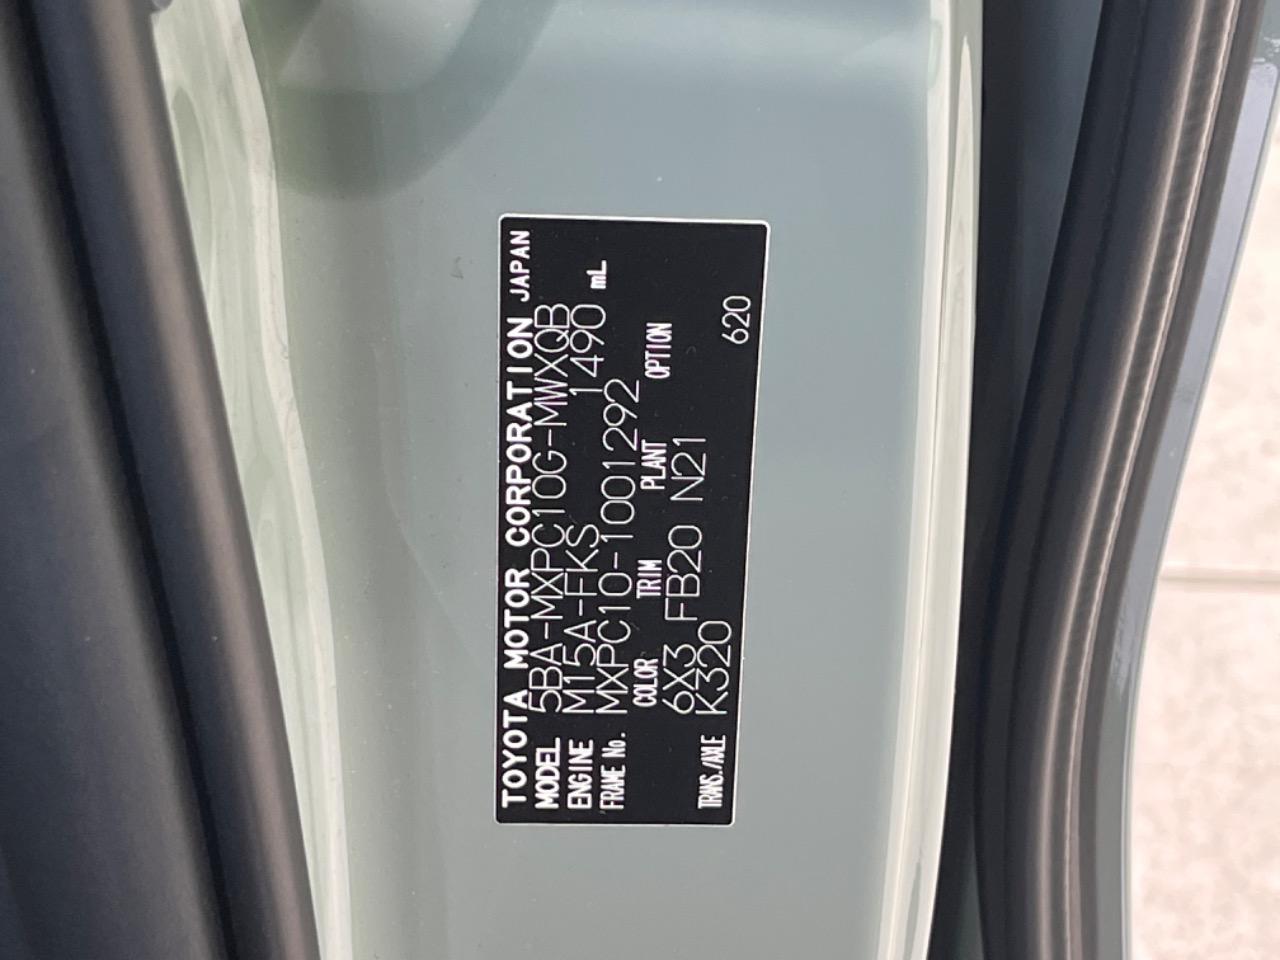 TOYOTA MOTOR CORPORATION JAPAN
MODEL 5BA-MXPC10G-MWXQB
ENGINE M15A-FKS 1490 mL
FRAME No. MXPC10-1001292
COLOR TRIM PLANT OPTION
6X3 FB20 N21
TRANS./AXLE K320 620